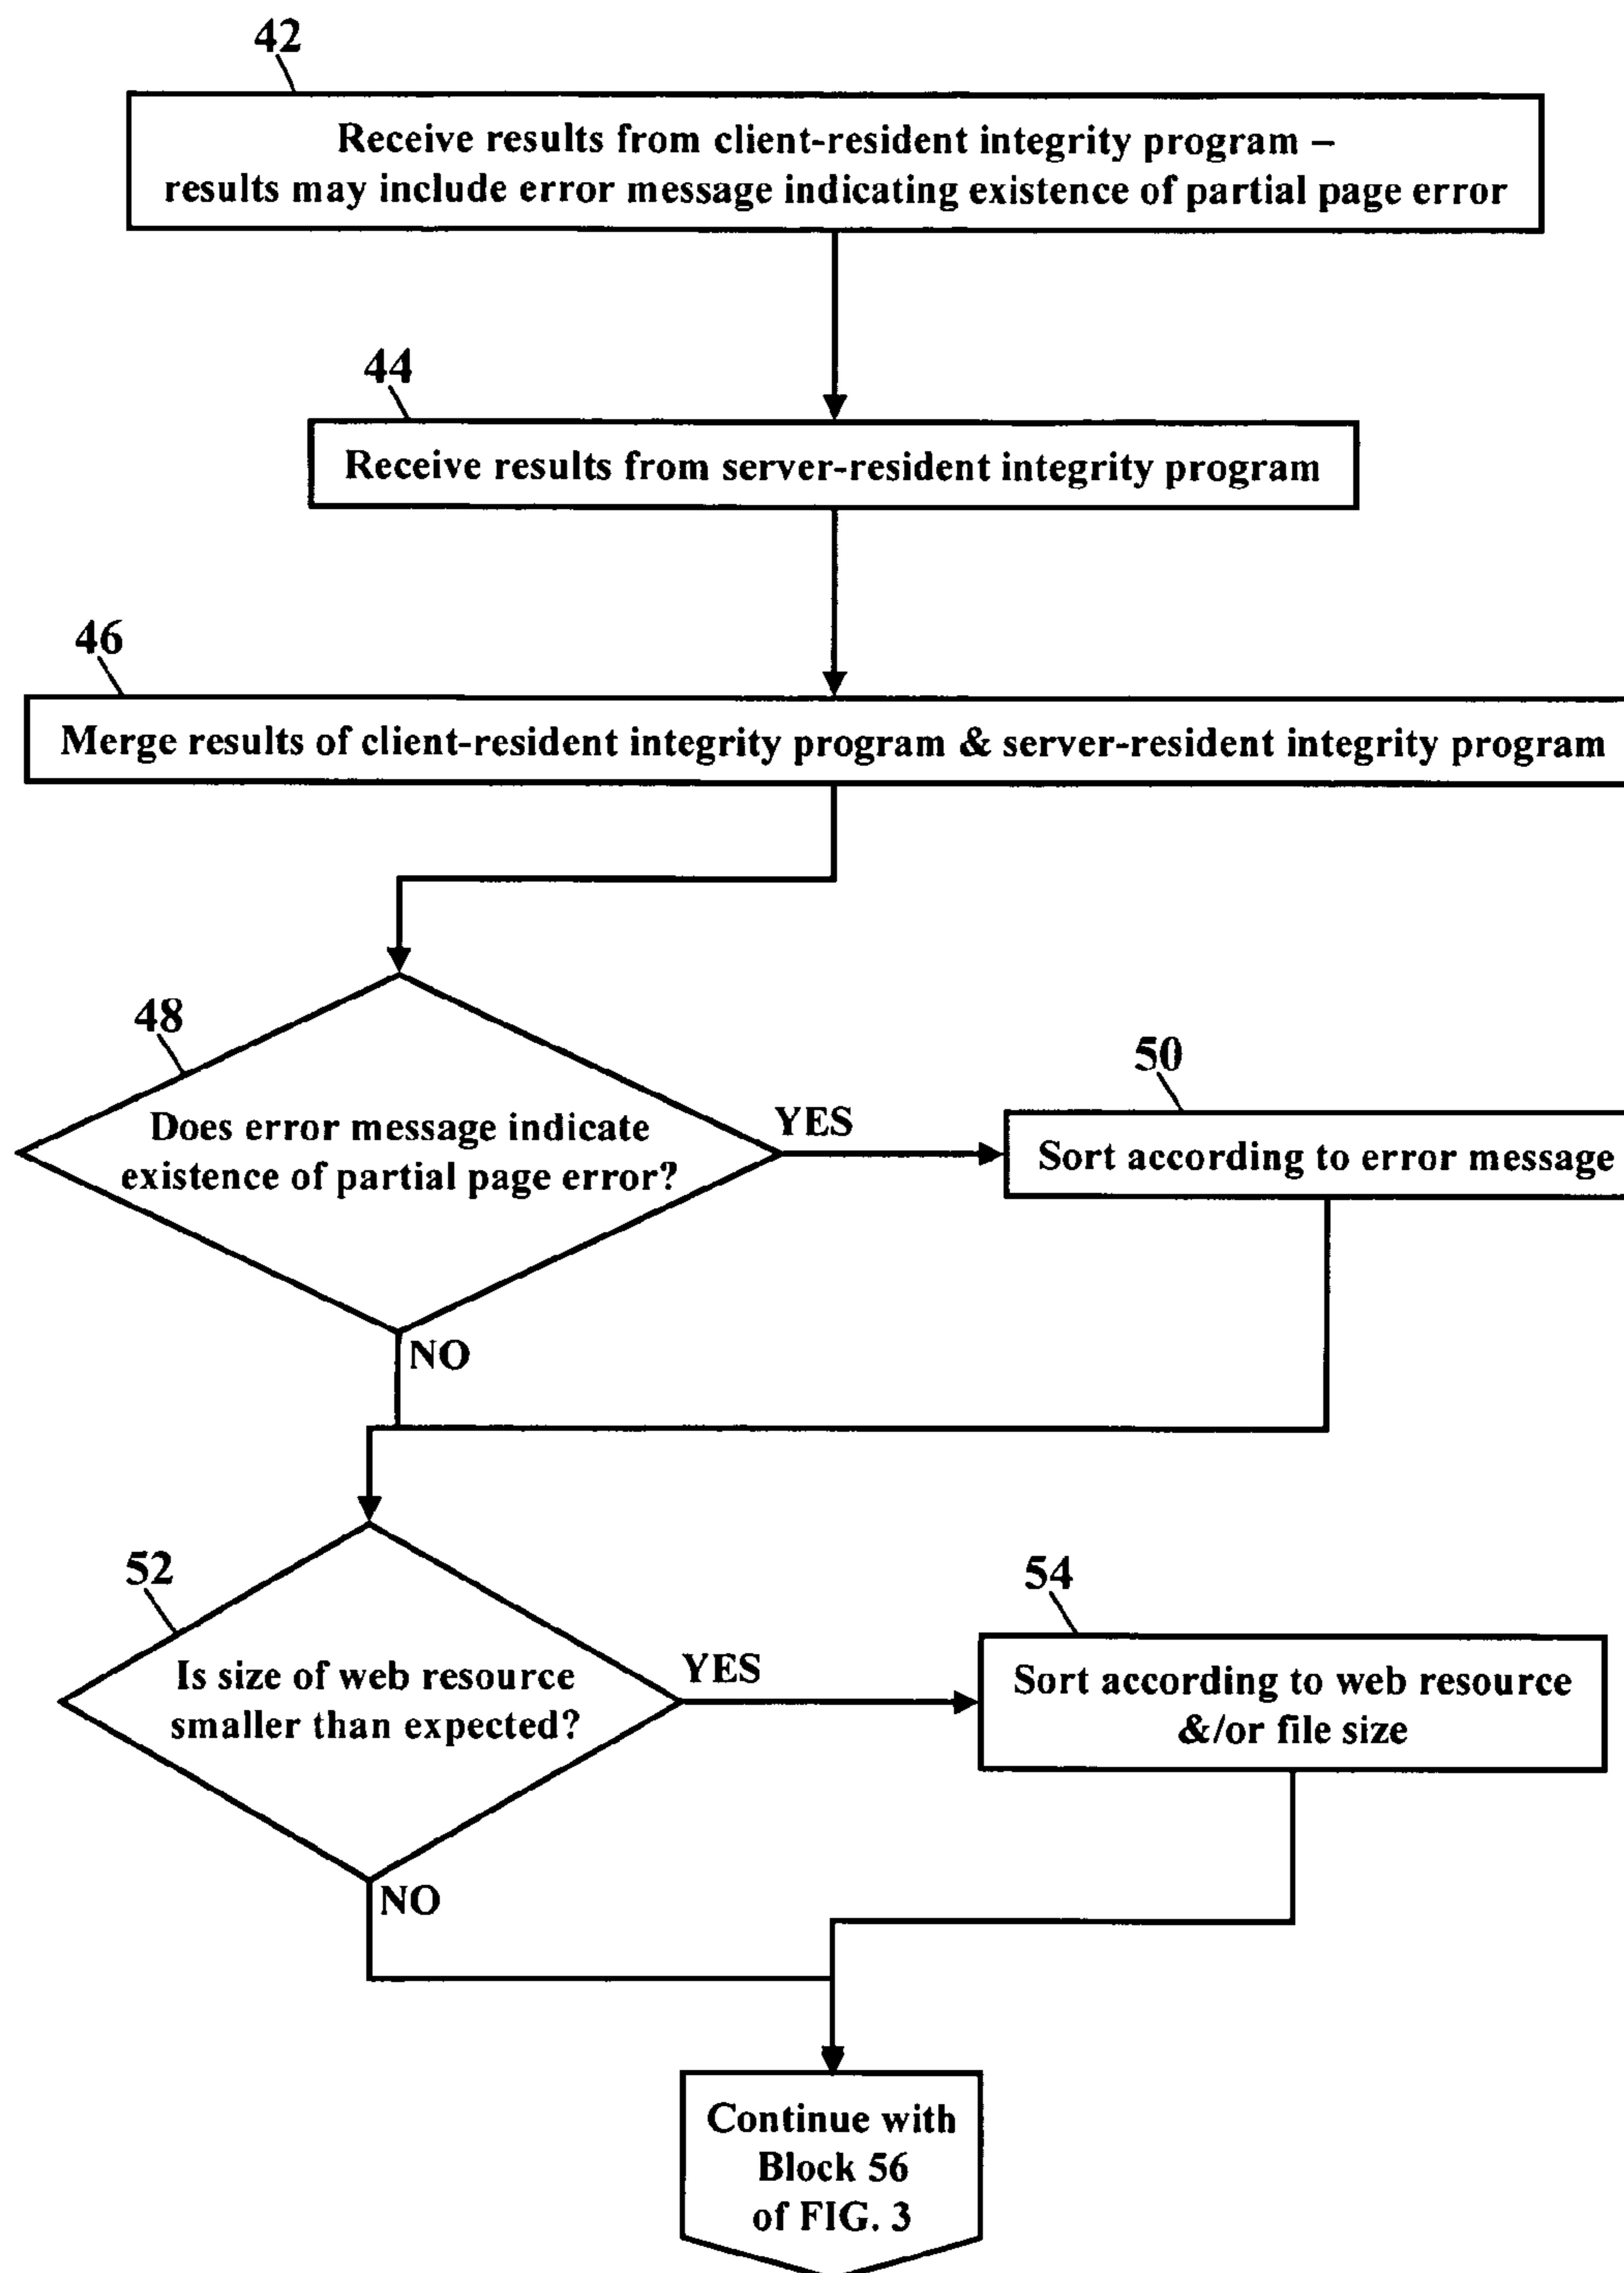 42
Receive results from client-resident integrity program –
results may include error message indicating existence of partial page error
44
Receive results from server-resident integrity program
46
Merge results of client-resident integrity program & server-resident integrity program
48
Does error message indicate
existence of partial page error?
YES
50
Sort according to error message
NO
52
Is size of web resource
smaller than expected?
YES
54
Sort according to web resource
&/or file size
NO
Continue with
Block 56
of FIG. 3